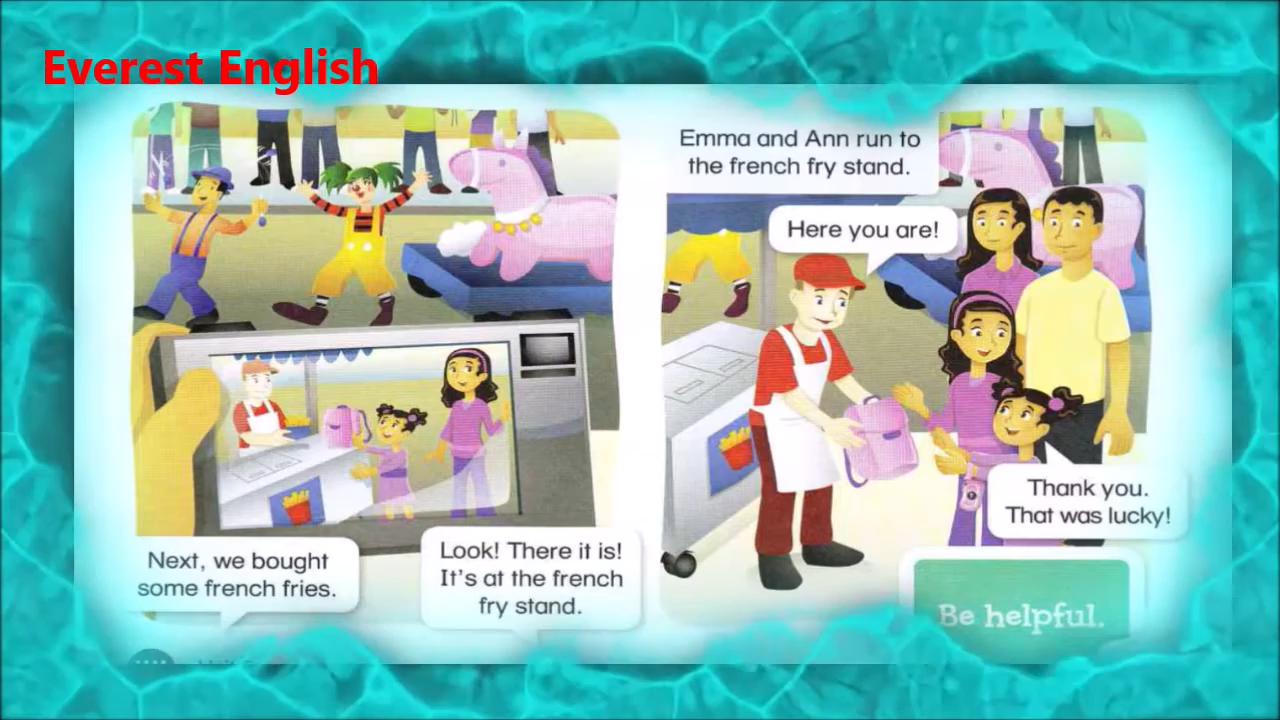 Everest English
Next, we bought
some french fries.
Look! There it is!
It's at the french
fry stand.
Emma and Ann run to
the french fry stand.
Here you are!
Thank you.
That was lucky!
Be helpful.